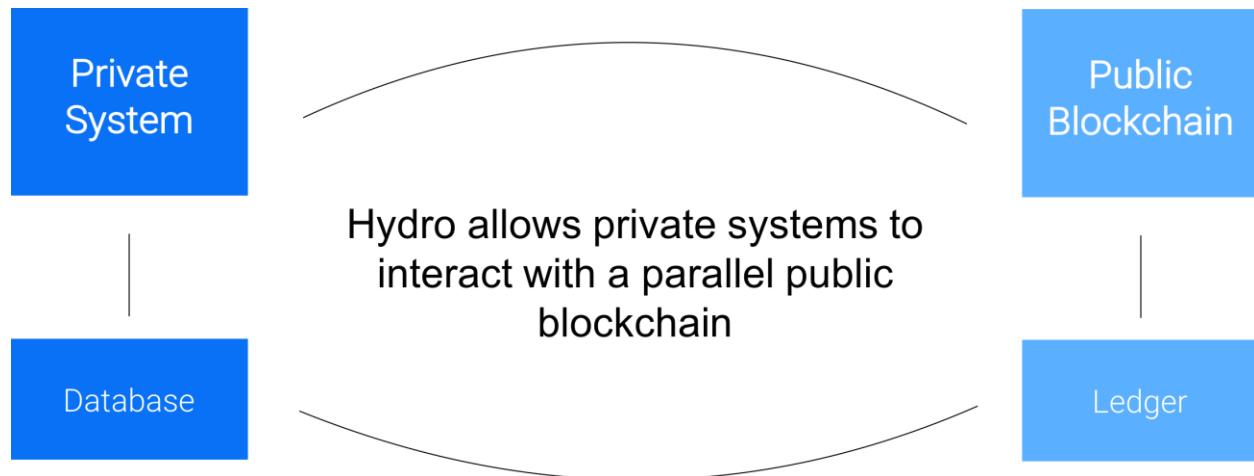 Private
System
Public
Blockchain
Hydro allows private systems to
interact with a parallel public
blockchain
Database
Ledger